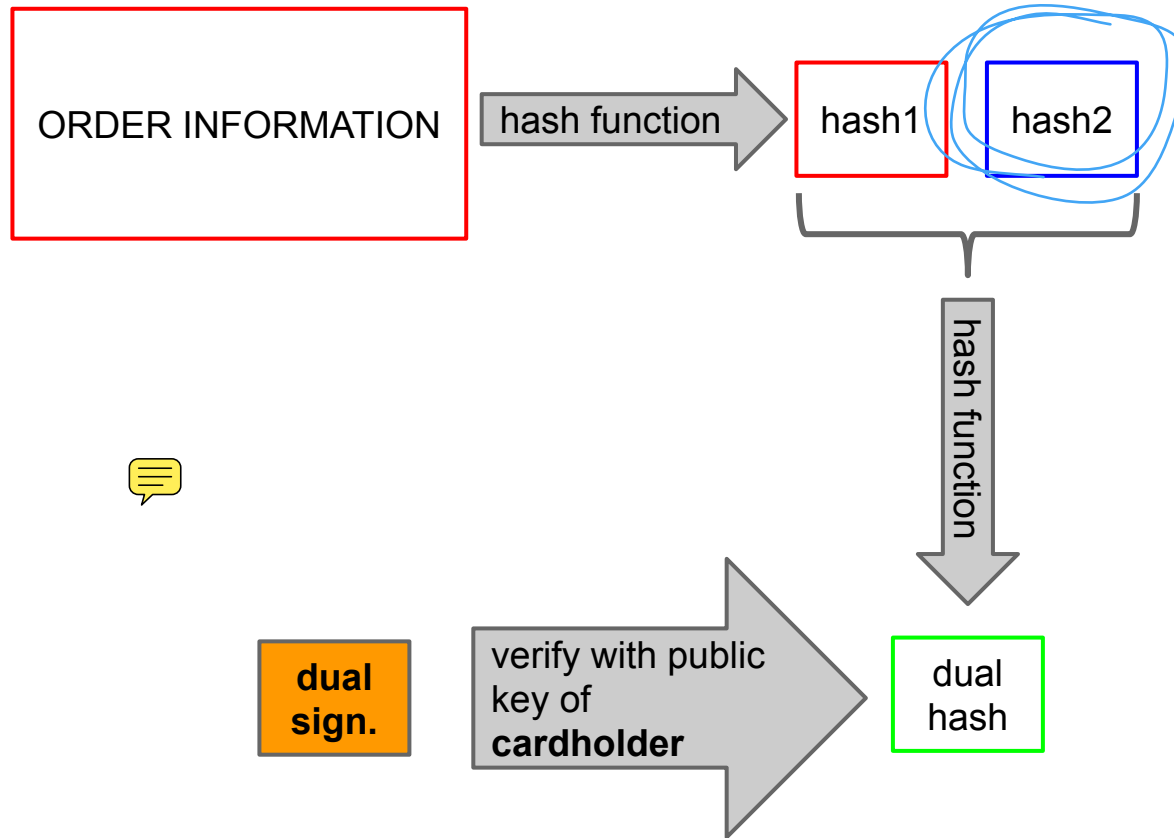 ORDER INFORMATION
hash function
hash1
hash2
hash function
dual
sign.
verify with public
key of
cardholder
dual
hash